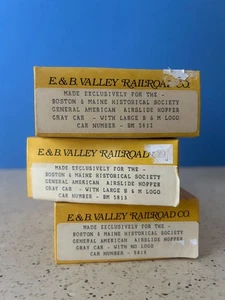 E. & B. VALLEY RAILROAD CO.
MADE EXCLUSIVELY FOR THE -
BOSTON & MAINE HISTORICAL SOCIETY
GENERAL AMERICAN AIRSLIDE HOPPER
GRAY CAR - WITH LARGE B & M LOGO
CAR NUMBER - BM 5812
E. & B. VALLEY RAILROAD CO.
MADE EXCLUSIVELY FOR THE -
BOSTON & MAINE HISTORICAL SOCIETY
GENERAL AMERICAN AIRSLIDE HOPPER
GRAY CAR - WITH LARGE B & M LOGO
CAR NUMBER - BM 5815
E. & B. VALLEY RAILROAD CO.
MADE EXCLUSIVELY FOR THE -
BOSTON & MAINE HISTORICAL SOCIETY
GENERAL AMERICAN AIRSLIDE HOPPER
GRAY CAR - WITH NO LOGO
CAR NUMBER -